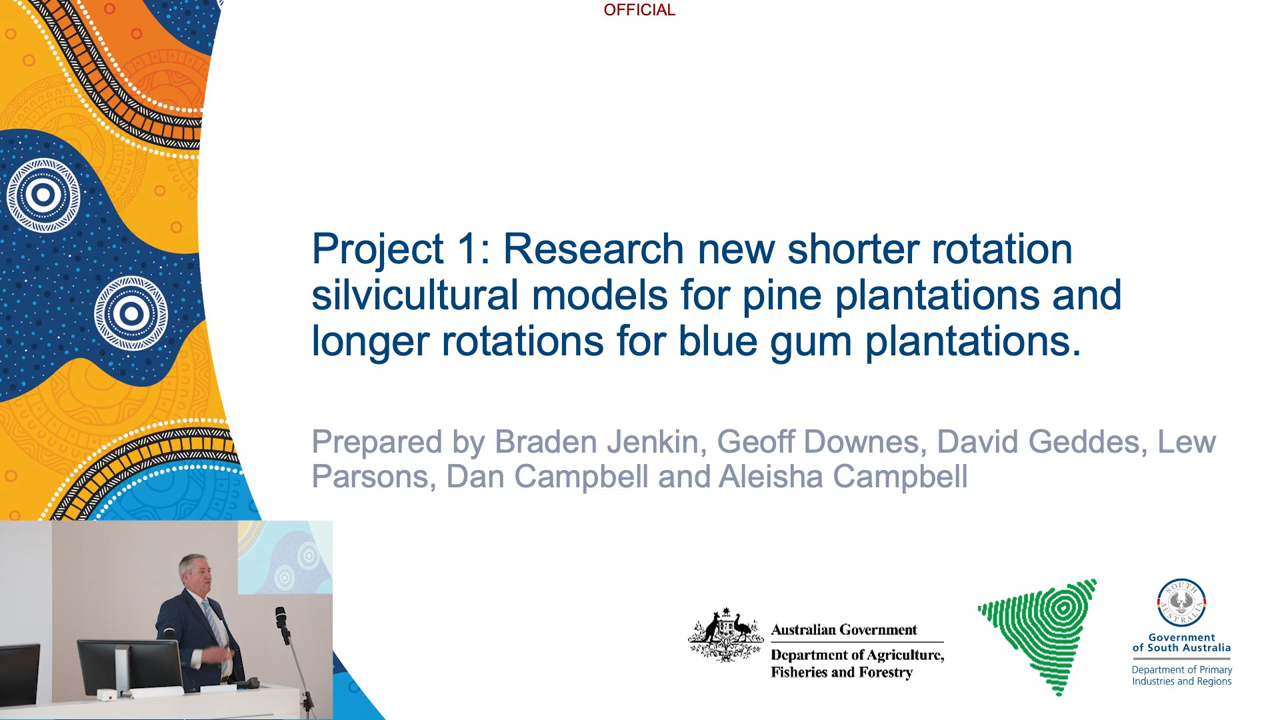 OFFICIAL
Project 1: Research new shorter rotation
silvicultural models for pine plantations and
longer rotations for blue gum plantations.
Prepared by Braden Jenkin, Geoff Downes, David Geddes, Lew
Parsons, Dan Campbell and Aleisha Campbell
Australian Government
Department of Agriculture,
Fisheries and Forestry
SOUTH
AUSTRALIA
Government
of South Australia
Department of Primary
Industries and Regions